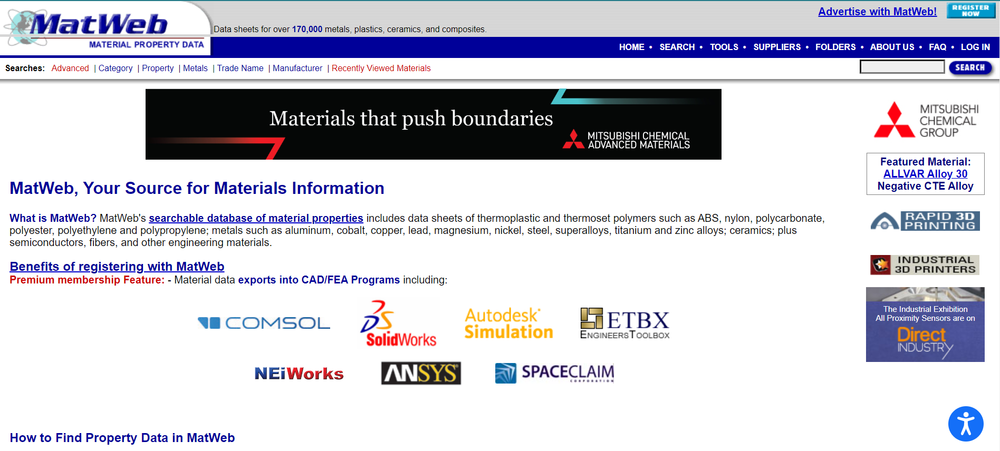 MatWeb
MATERIAL PROPERTY DATA
Data sheets for over 170,000 metals, plastics, ceramics, and composites.
Advertise with MatWeb!
REGISTER
NOW
HOME • SEARCH • TOOLS • SUPPLIERS • FOLDERS • ABOUT US • FAQ • LOG IN
Searches: Advanced | Category | Property | Metals | Trade Name | Manufacturer | Recently Viewed Materials
SEARCH
Materials that push boundaries
MITSUBISHI CHEMICAL
ADVANCED MATERIALS
MITSUBISHI
CHEMICAL
GROUP
Featured Material:
ALLVAR Alloy 30
Negative CTE Alloy
RAPID 3D
PRINTING
INDUSTRIAL
3D PRINTERS
The Industrial Exhibition
All Proximity Sensors are on
Direct
INDUSTRY
MatWeb, Your Source for Materials Information
What is MatWeb? MatWeb's searchable database of material properties includes data sheets of thermoplastic and thermoset polymers such as ABS, nylon, polycarbonate,
polyester, polyethylene and polypropylene; metals such as aluminum, cobalt, copper, lead, magnesium, nickel, steel, superalloys, titanium and zinc alloys; ceramics; plus
semiconductors, fibers, and other engineering materials.
Benefits of registering with MatWeb
Premium membership Feature: - Material data exports into CAD/FEA Programs including:
COMSOL
SolidWorks
Autodesk®
Simulation
ETBX
ENGINEERSTOOLBOX
NEiWorks
ANSYS®
SPACECLAIM
CORPORATION
How to Find Property Data in MatWeb